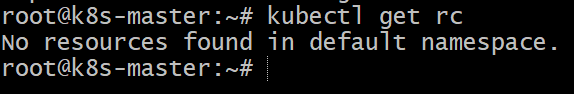 root@k8s-master:~# kubectl get rc
No resources found in default namespace.
root@k8s-master:~#